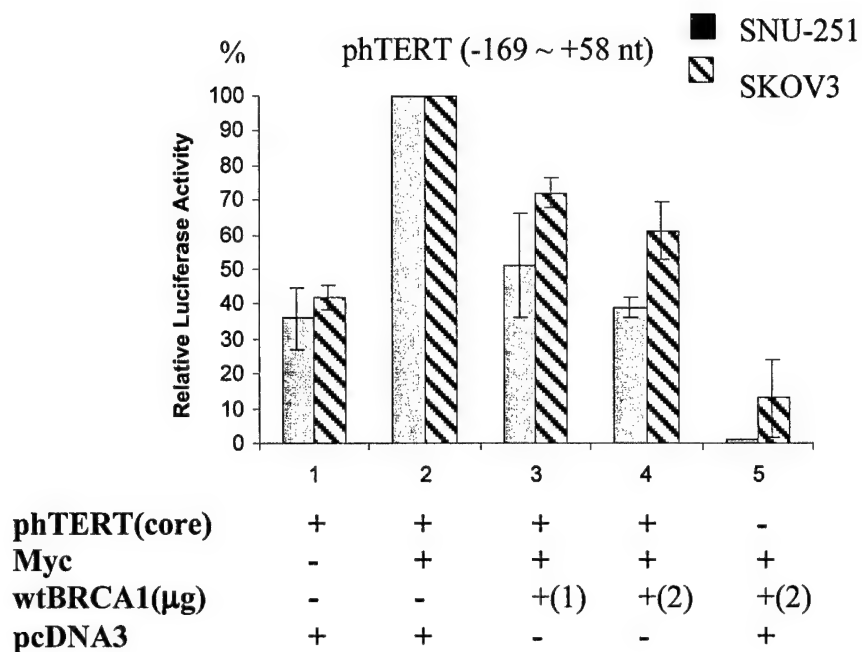 % phTERT (-169 ~ +58 nt)
SNU-251
SKOV3
Relative Luciferase Activity
100
90
80
70
60
50
40
30
20
10
0
1 2 3 4 5
phTERT(core) + + + + -
Myc - + + + +
wtBRCA1(μg) - - +(1) +(2) +(2)
pcDNA3 + + - - +